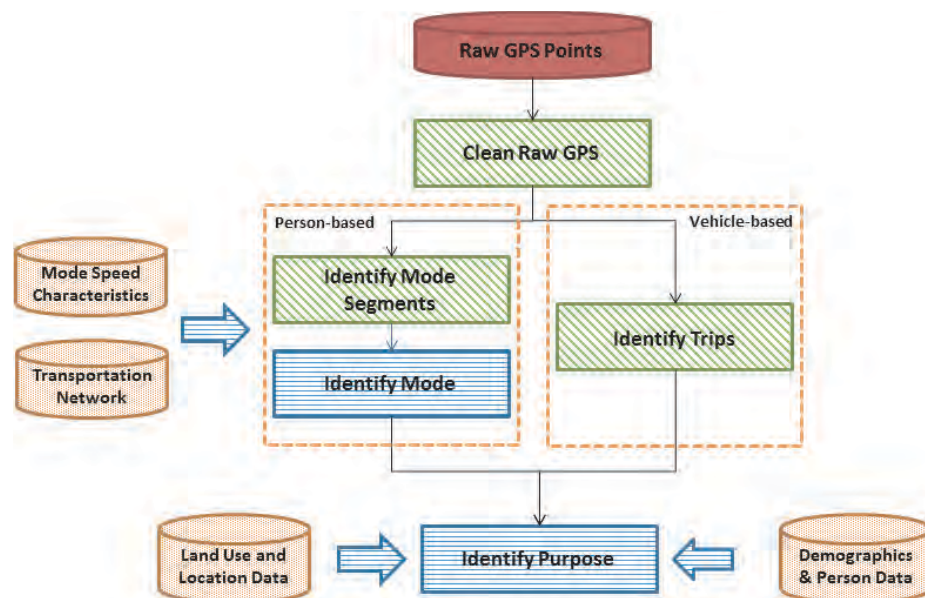 Raw GPS Points
Clean Raw GPS
Person-based
Vehicle-based
Mode Speed
Characteristics
Identify Mode
Segments
Identify Trips
Transportation
Network
Identify Mode
Land Use and
Location Data
Identify Purpose
Demographics
& Person Data